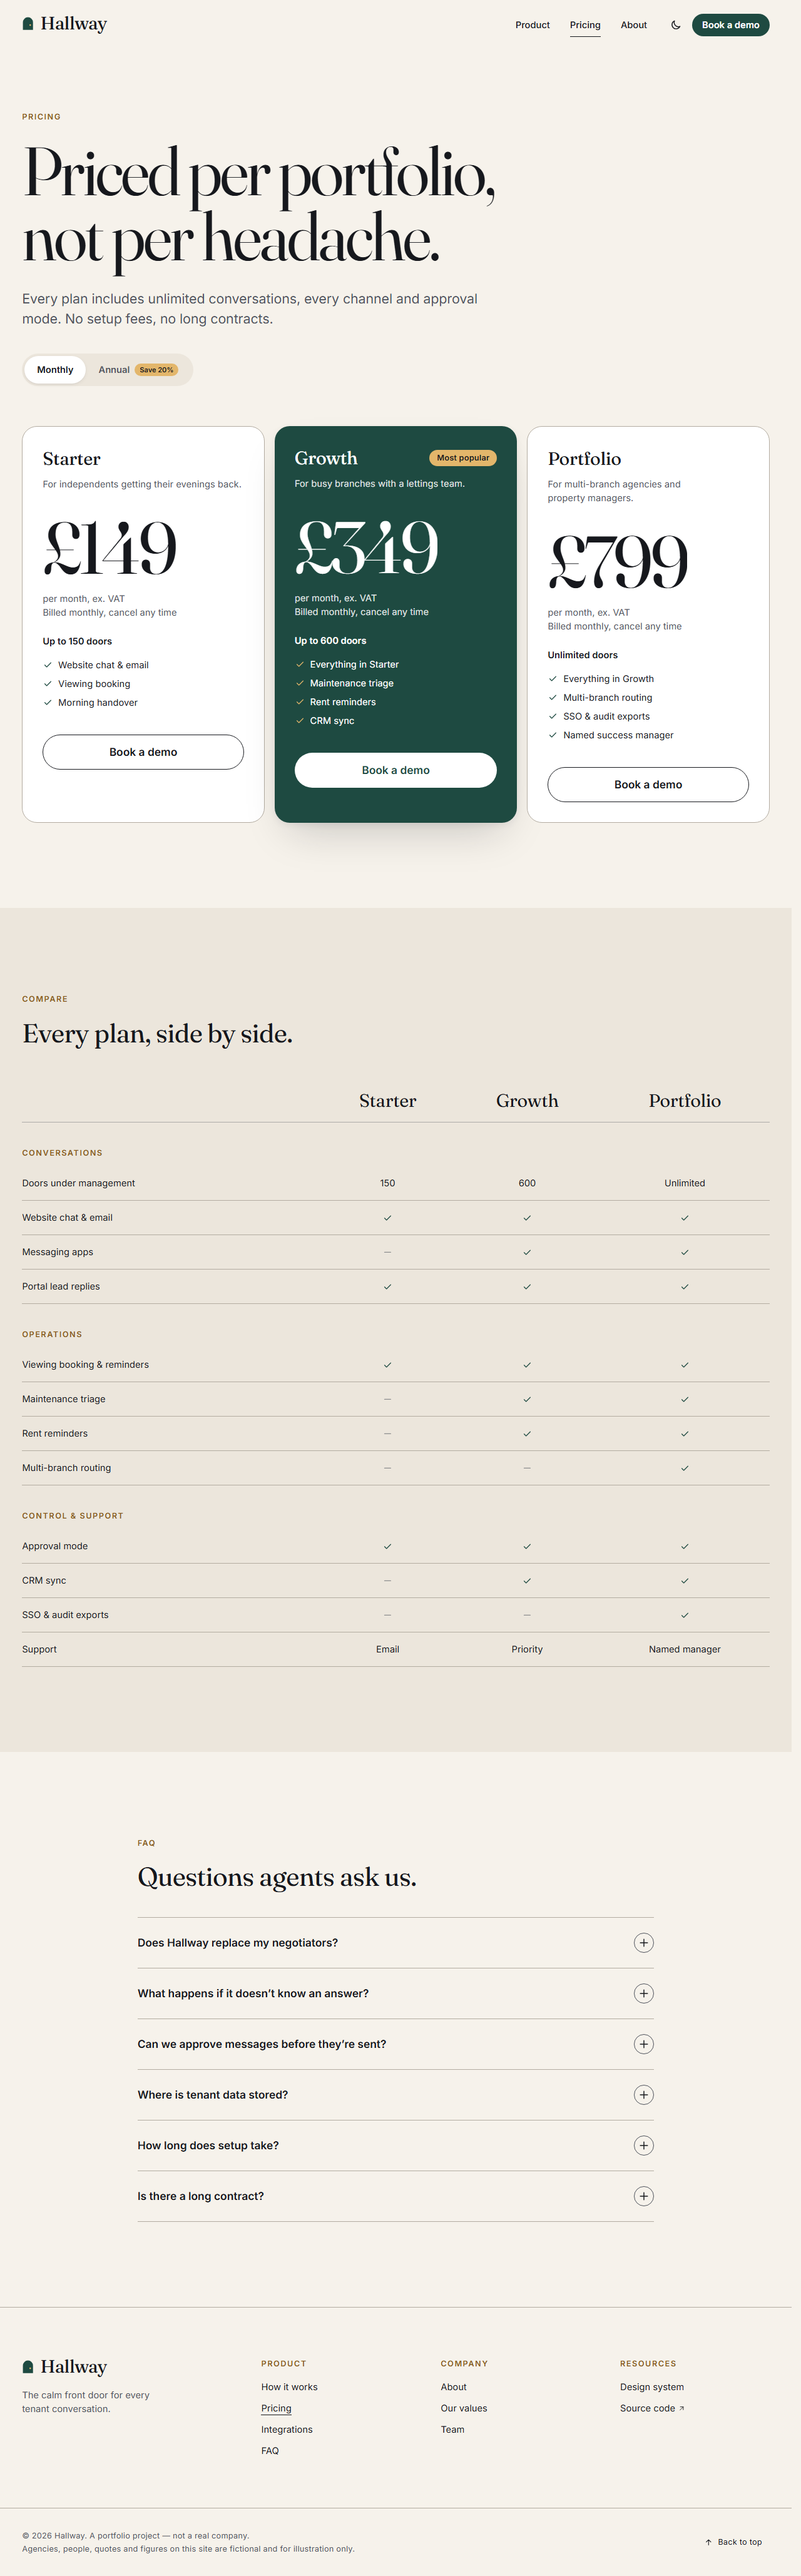 Hallway
Product
Pricing
About
Book a demo
PRICING
Priced per portfolio,
not per headache.
Every plan includes unlimited conversations, every channel and approval
mode. No setup fees, no long contracts.
Monthly
Annual
Save 20%
Starter
For independents getting their evenings back.
£149
per month, ex. VAT
Billed monthly, cancel any time
Up to 150 doors
Website chat & email
Viewing booking
Morning handover
Book a demo
Growth
Most popular
For busy branches with a lettings team.
£349
per month, ex. VAT
Billed monthly, cancel any time
Up to 600 doors
Everything in Starter
Maintenance triage
Rent reminders
CRM sync
Book a demo
Portfolio
For multi-branch agencies and
property managers.
£799
per month, ex. VAT
Billed monthly, cancel any time
Unlimited doors
Everything in Growth
Multi-branch routing
SSO & audit exports
Named success manager
Book a demo
COMPARE
Every plan, side by side.
Starter Growth Portfolio
CONVERSATIONS
Doors under management 150 600 Unlimited
Website chat & email ✓ ✓ ✓
Messaging apps — ✓ ✓
Portal lead replies ✓ ✓ ✓
OPERATIONS
Viewing booking & reminders ✓ ✓ ✓
Maintenance triage — ✓ ✓
Rent reminders — ✓ ✓
Multi-branch routing — — ✓
CONTROL & SUPPORT
Approval mode ✓ ✓ ✓
CRM sync — ✓ ✓
SSO & audit exports — — ✓
Support Email Priority Named manager
FAQ
Questions agents ask us.
Does Hallway replace my negotiators?
What happens if it doesn’t know an answer?
Can we approve messages before they’re sent?
Where is tenant data stored?
How long does setup take?
Is there a long contract?
Hallway
The calm front door for every
tenant conversation.
PRODUCT
How it works
Pricing
Integrations
FAQ
COMPANY
About
Our values
Team
RESOURCES
Design system
Source code ↗
© 2026 Hallway. A portfolio project — not a real company.
Agencies, people, quotes and figures on this site are fictional and for illustration only.
↑ Back to top